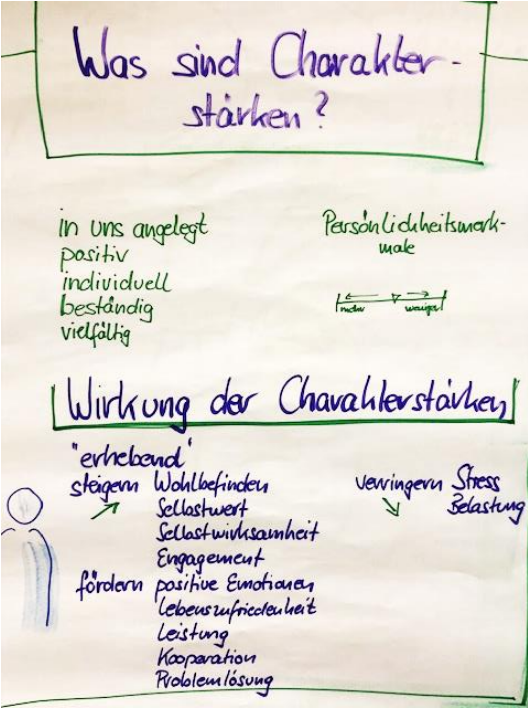 Was sind Charakter-
stärken?
in uns angelegt
positiv
individuell
beständig
vielfältig
Persönlichkeitsmerk-
male
mehr weniger
Wirkung der Charakterstärken
"erhebend"
steigern Wohlbefinden
Selbstwert
Selbstwirksamheit
Engagement
fördern positive Emotionen
Lebenszufriedenheit
Leistung
Kooperation
Problemlösung
verringern Stress
Belastung